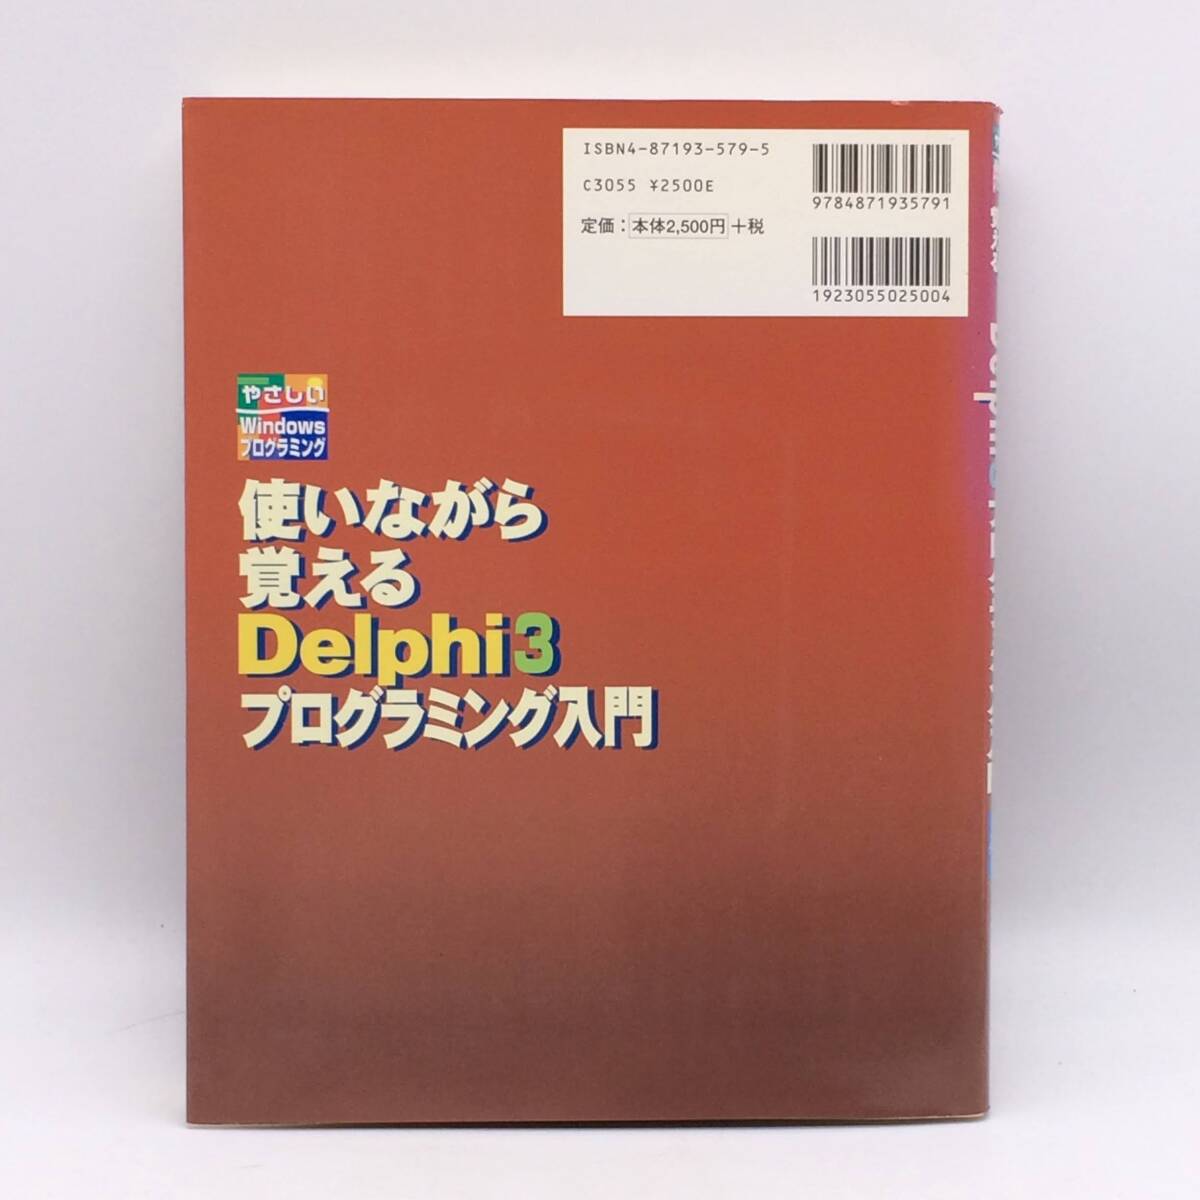 ISBN4-87193-579-5
C3055 ¥2500E
定価：本体2,500円＋税
9784871935791
1923055025004
やさしい
Windows
プログラミング
使いながら
覚える
Delphi3
プログラミング入門
Delphi